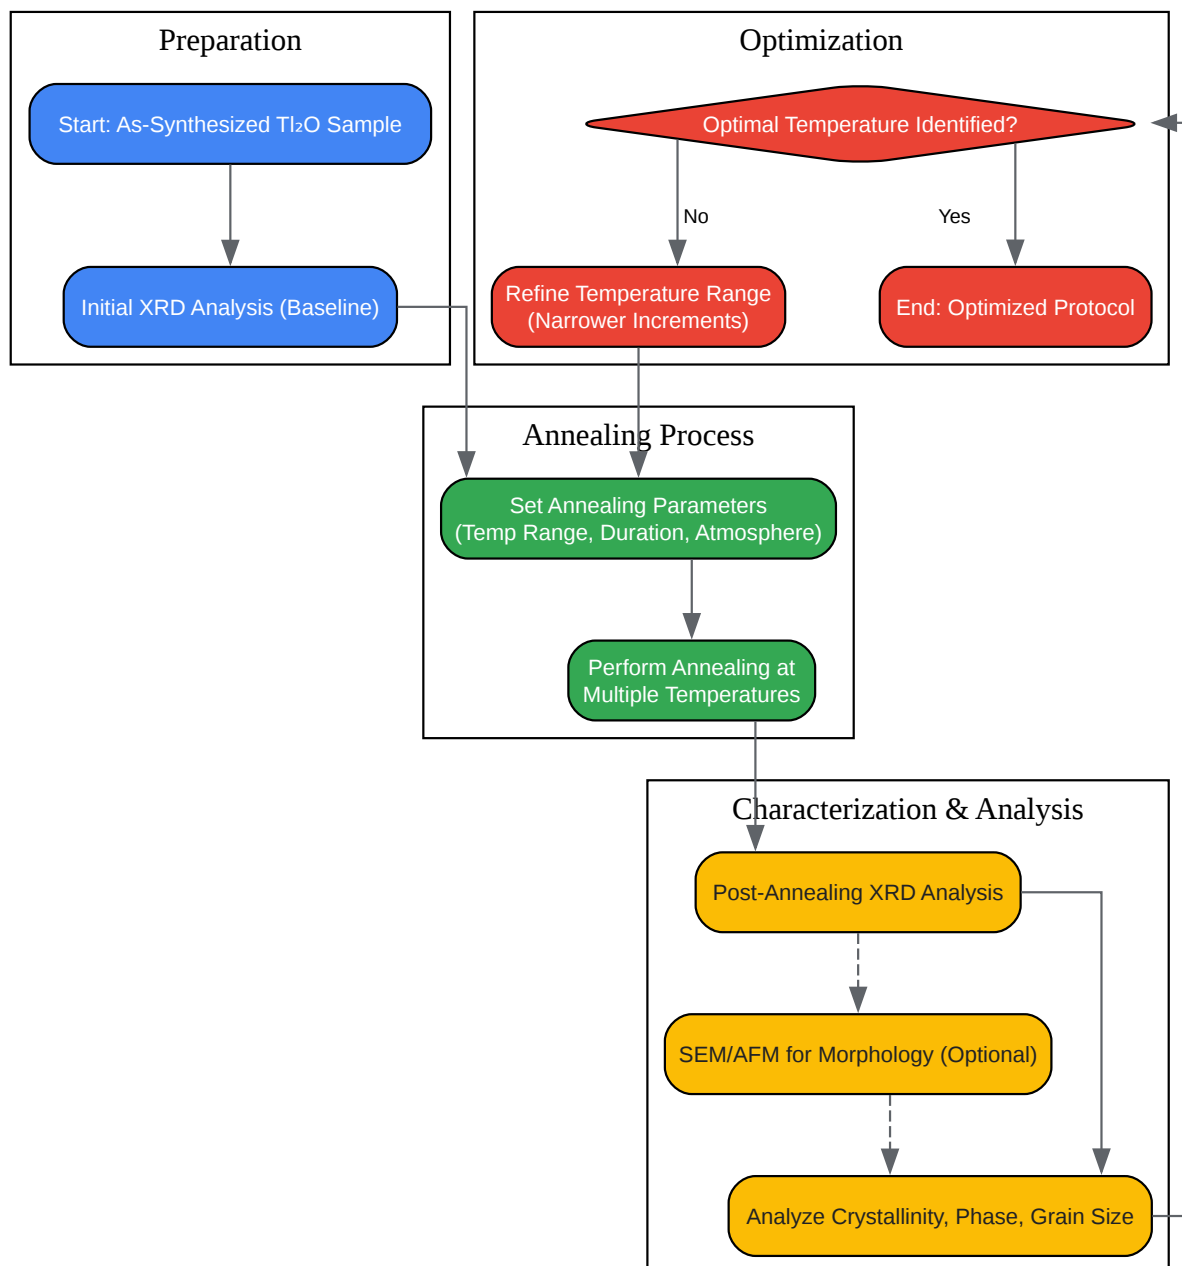 Preparation
Start: As-Synthesized Tl₂O Sample
Initial XRD Analysis (Baseline)
Optimization
Optimal Temperature Identified?
No
Yes
Refine Temperature Range
(Narrower Increments)
End: Optimized Protocol
Annealing Process
Set Annealing Parameters
(Temp Range, Duration, Atmosphere)
Perform Annealing at
Multiple Temperatures
Characterization & Analysis
Post-Annealing XRD Analysis
SEM/AFM for Morphology (Optional)
Analyze Crystallinity, Phase, Grain Size